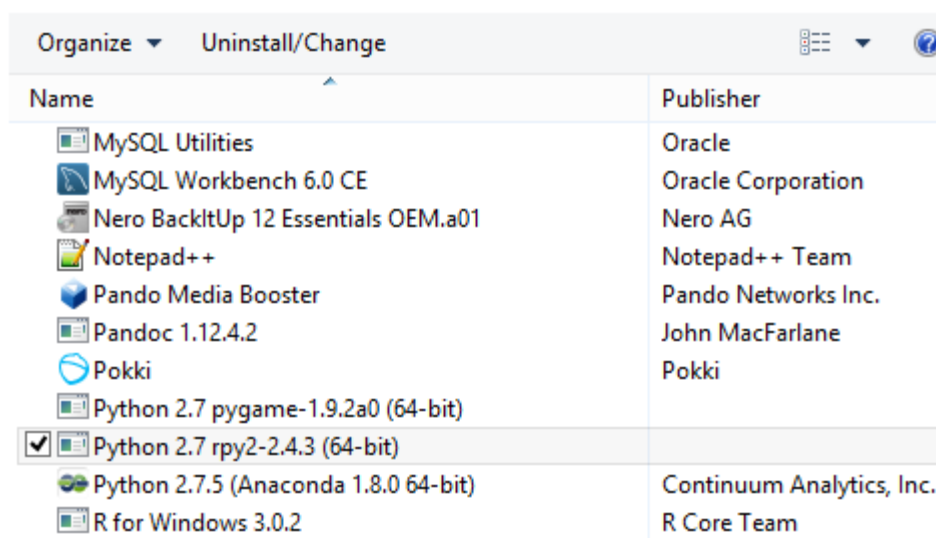 Organize Uninstall/Change
Name Publisher
MySQL Utilities Oracle
MySQL Workbench 6.0 CE Oracle Corporation
Nero BackItUp 12 Essentials OEM.a01 Nero AG
Notepad++ Notepad++ Team
Pando Media Booster Pando Networks Inc.
Pandoc 1.12.4.2 John MacFarlane
Pokki Pokki
Python 2.7 pygame-1.9.2a0 (64-bit)
Python 2.7 rpy2-2.4.3 (64-bit)
Python 2.7.5 (Anaconda 1.8.0 64-bit) Continuum Analytics, Inc.
R for Windows 3.0.2 R Core Team